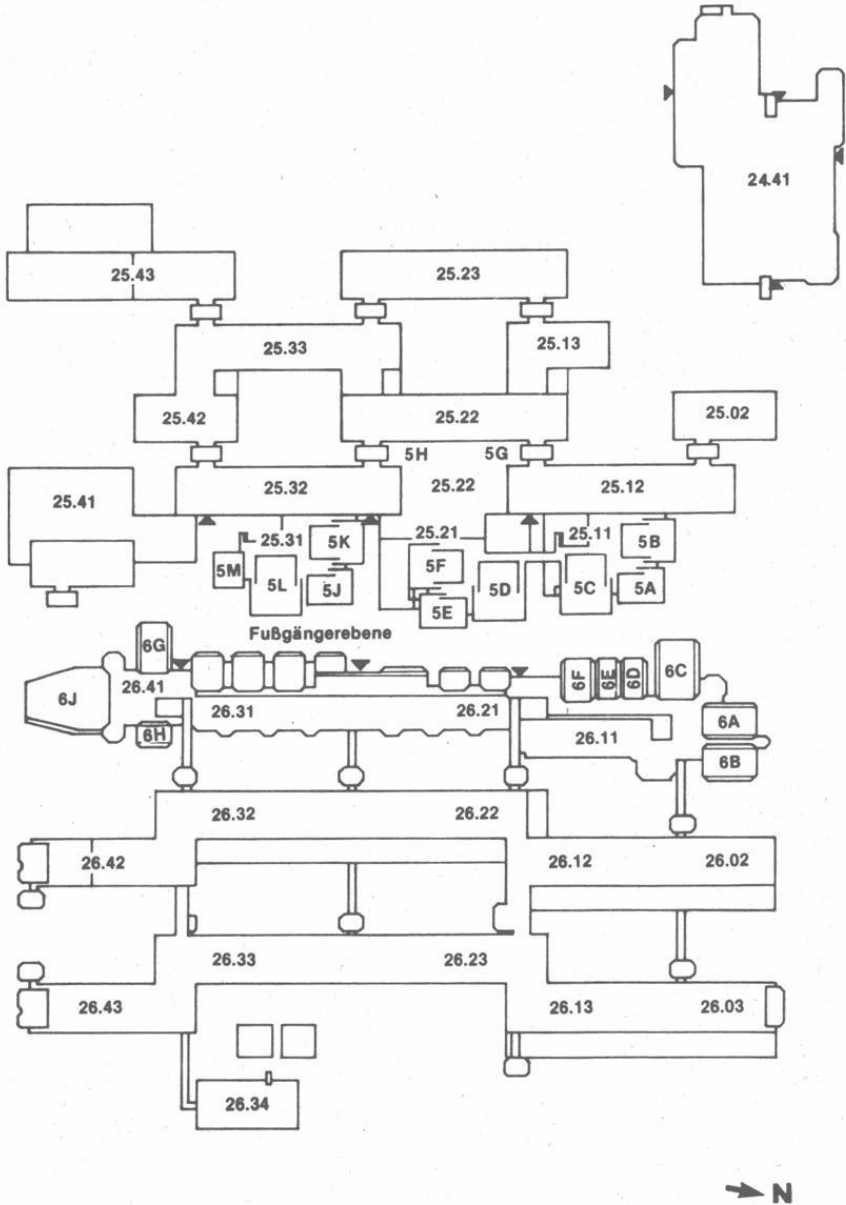 24.41
25.43
25.23
25.33
25.13
25.42
25.22
25.02
5H
5G
25.41
25.32
25.22
25.12
25.31
5K
25.21
25.11
5B
5M
5L
5J
5F
5D
5E
5C
5A
Fußgängerebene
6G
6J
26.41
6H
6F
6E
6D
6C
26.31
26.21
26.11
6A
6B
26.32
26.22
26.42
26.12
26.02
26.33
26.23
26.43
26.13
26.03
26.34
N